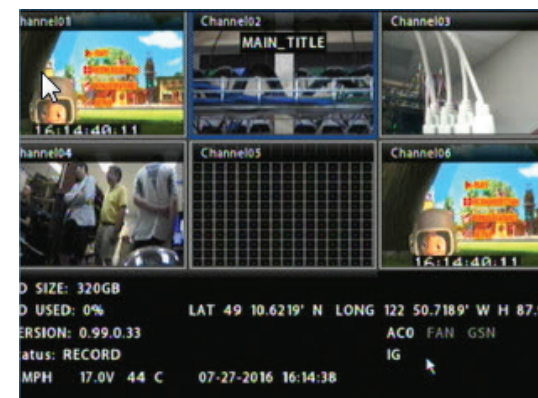 hannel01 Channel02 Channel03
MAIN_TITLE
16:14:40:11
hannel04 Channel05 Channel06
16:14:40:11
D SIZE: 320GB
D USED: 0% LAT 49 10.6219' N LONG 122 50.7189' W H 87.
ERSION: 0.99.0.33 AC0 FAN GSN
atus: RECORD IG
MPH 17.0V 44 C 07-27-2016 16:14:38